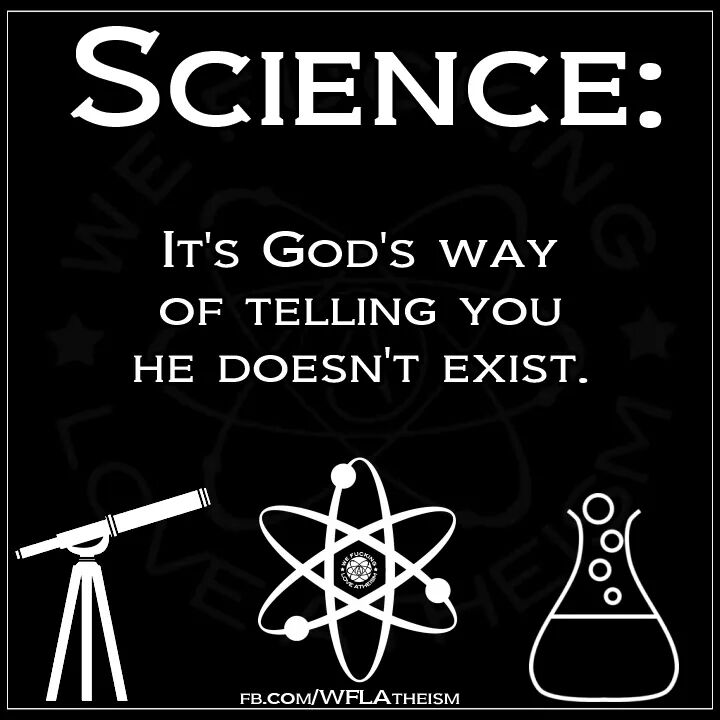 SCIENCE:
IT'S GOD'S WAY
OF TELLING YOU
HE DOESN'T EXIST.
WE FUCKING
LOVE ATHEISM
FB.COM/WFLATHEISM